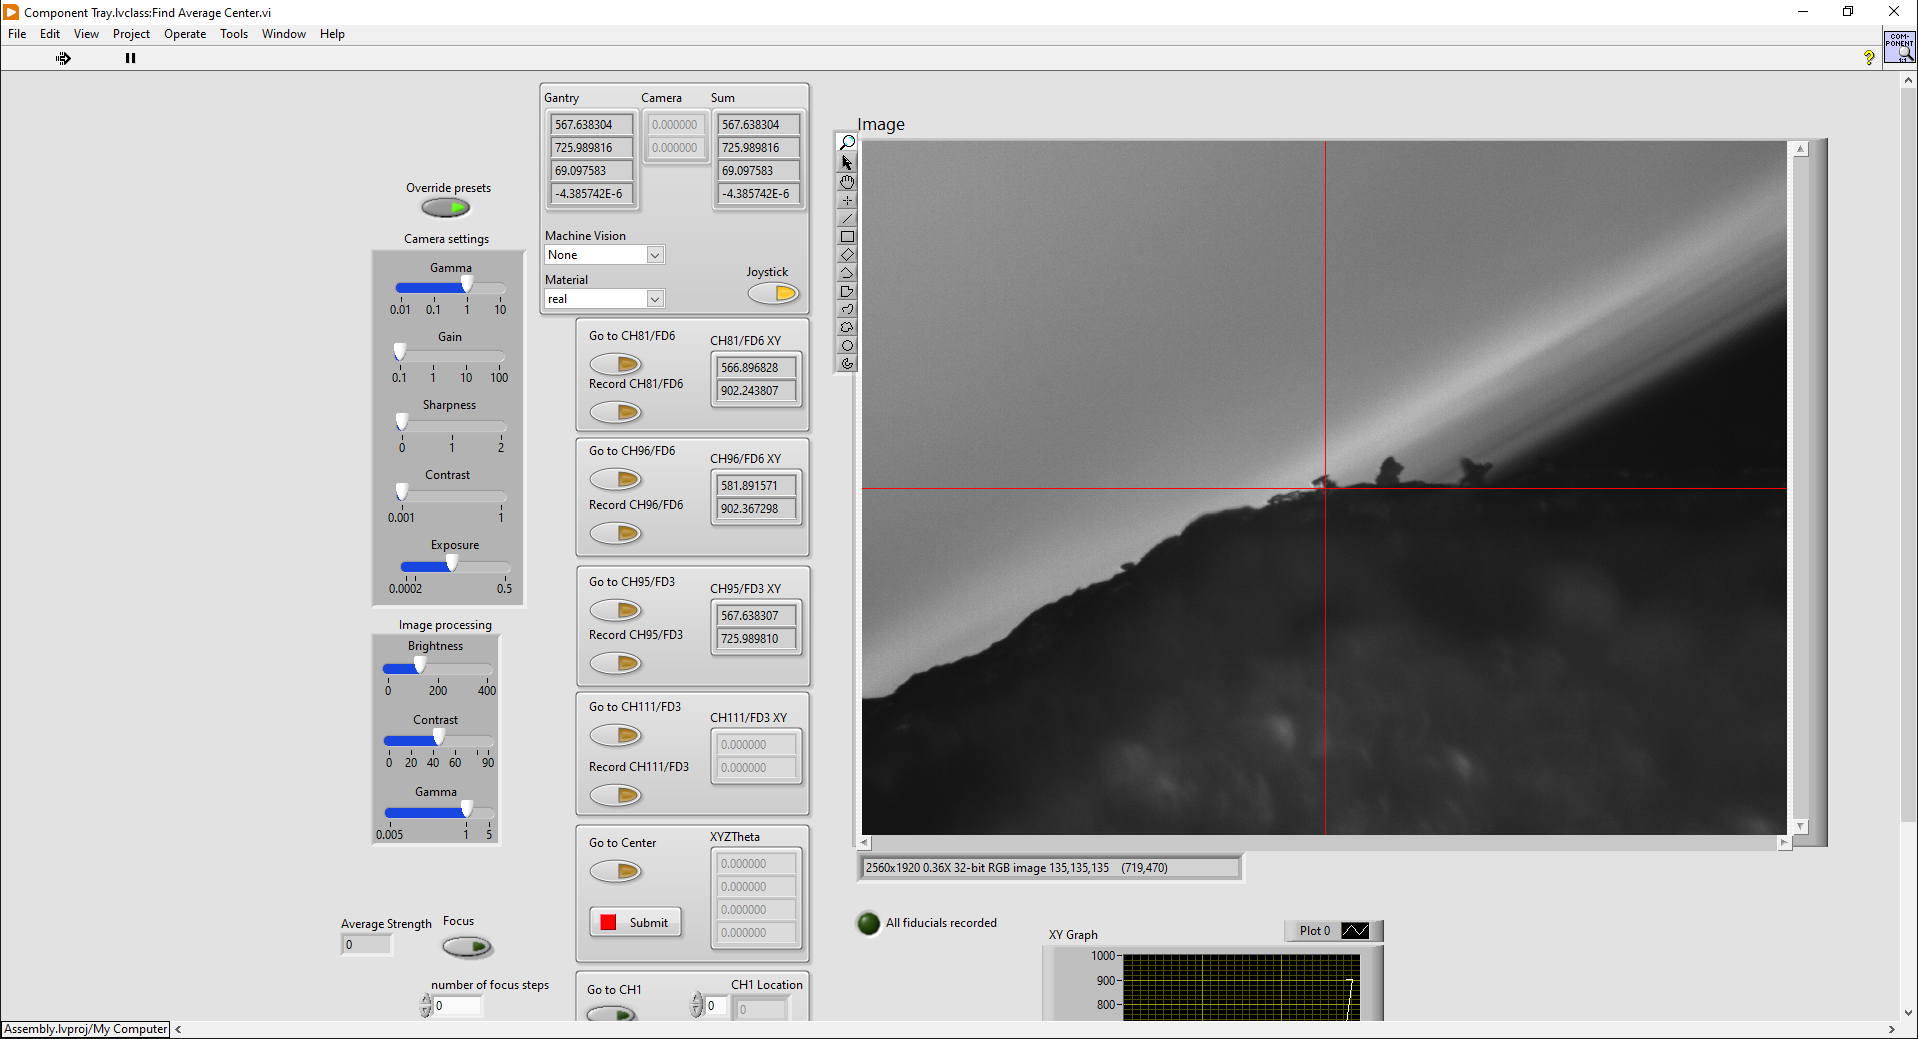 Component Tray.lvclass:Find Average Center.vi
File Edit View Project Operate Tools Window Help
COM-
PONENT
1:1
Gantry Camera Sum
567.638304 0.000000 567.638304
725.989816 0.000000 725.989816
69.097583 69.097583
-4.385742E-6 -4.385742E-6
Machine Vision
None
Material
real
Joystick
Override presets
Camera settings
Gamma
0.01 0.1 1 10
Gain
0.1 1 10 100
Sharpness
0 1 2
Contrast
0.001 1
Exposure
0.0002 0.5
Image processing
Brightness
0 200 400
Contrast
0 20 40 60 90
Gamma
0.005 1 5
Go to CH81/FD6
Record CH81/FD6
CH81/FD6 XY
566.896828
902.243807
Go to CH96/FD6
Record CH96/FD6
CH96/FD6 XY
581.891571
902.367298
Go to CH95/FD3
Record CH95/FD3
CH95/FD3 XY
567.638307
725.989810
Go to CH111/FD3
Record CH111/FD3
CH111/FD3 XY
0.000000
0.000000
Go to Center
Submit
XYZTheta
0.000000
0.000000
0.000000
0.000000
Average Strength
0
Focus
number of focus steps
0
Go to CH1
0
CH1 Location
0
Image
2560x1920 0.36X 32-bit RGB image 135,135,135 (719,470)
All fiducials recorded
XY Graph
Plot 0
1000
900
800
Assembly.lvproj/My Computer